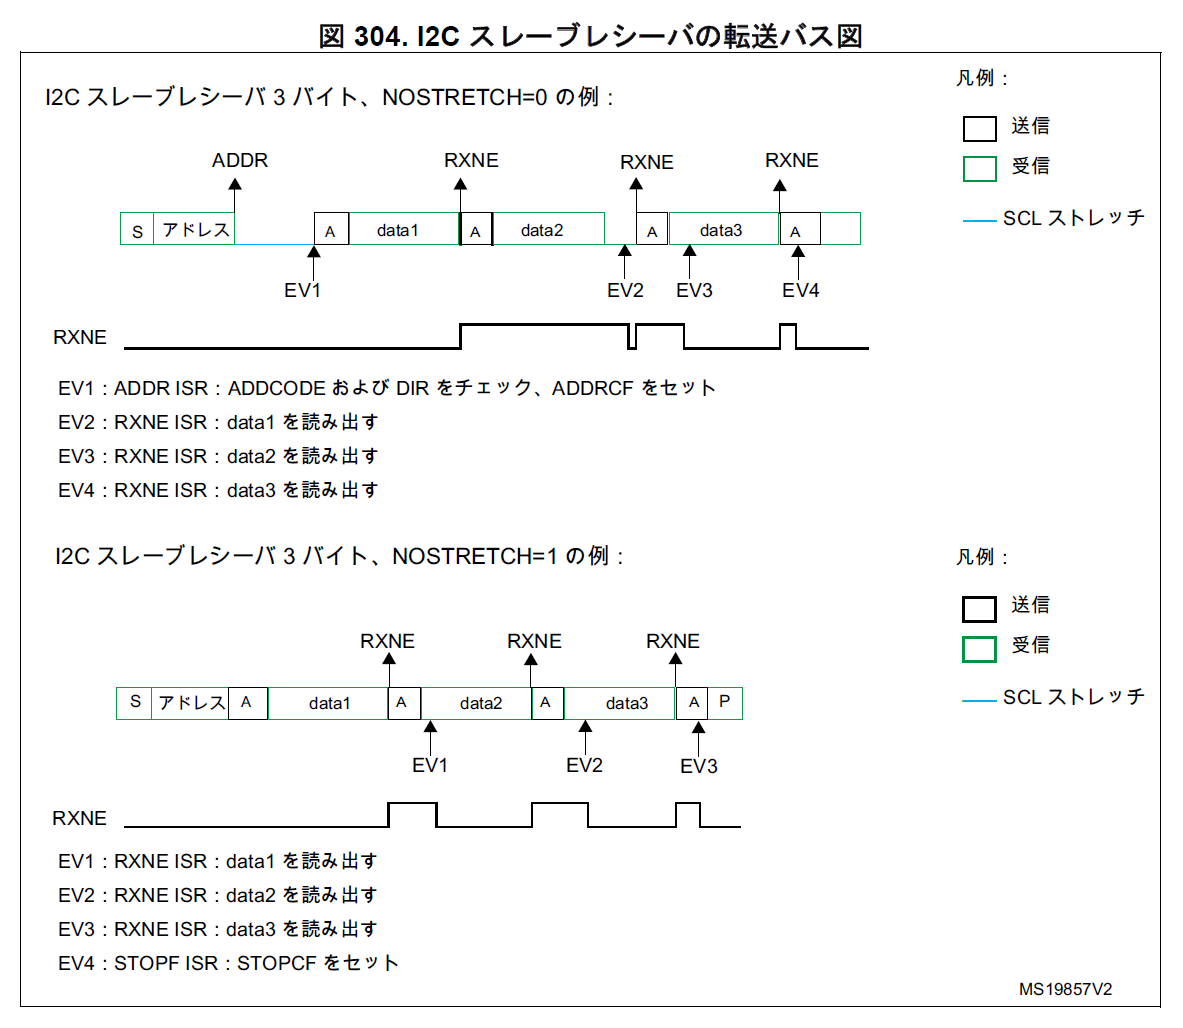 図 304. I2C スレーブレシーバの転送バス図
I2C スレーブレシーバ 3 バイト、NOSTRETCH=0 の例：
凡例：
送信
受信
SCL ストレッチ
ADDR RXNE RXNE RXNE
S アドレス A data1 A data2 A data3 A
EV1 EV2 EV3 EV4
RXNE
EV1：ADDR ISR：ADDCODE および DIR をチェック、ADDRCF をセット
EV2：RXNE ISR：data1 を読み出す
EV3：RXNE ISR：data2 を読み出す
EV4：RXNE ISR：data3 を読み出す
I2C スレーブレシーバ 3 バイト、NOSTRETCH=1 の例：
凡例：
送信
受信
SCL ストレッチ
RXNE RXNE RXNE
S アドレス A data1 A data2 A data3 A P
EV1 EV2 EV3
RXNE
EV1：RXNE ISR：data1 を読み出す
EV2：RXNE ISR：data2 を読み出す
EV3：RXNE ISR：data3 を読み出す
EV4：STOPF ISR：STOPCF をセット
MS19857V2